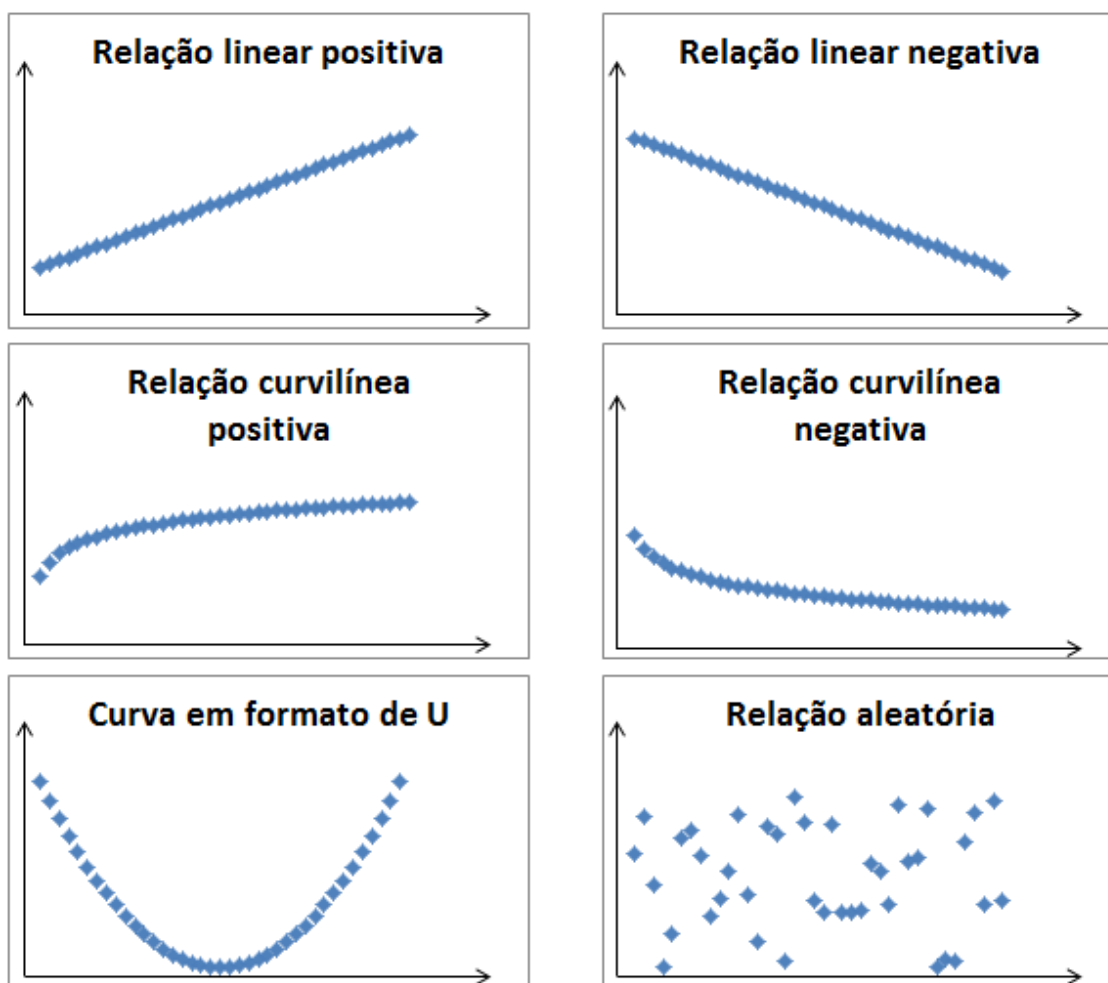 Relação linear positiva
Relação linear negativa
Relação curvilínea
positiva
Relação curvilínea
negativa
Curva em formato de U
Relação aleatória